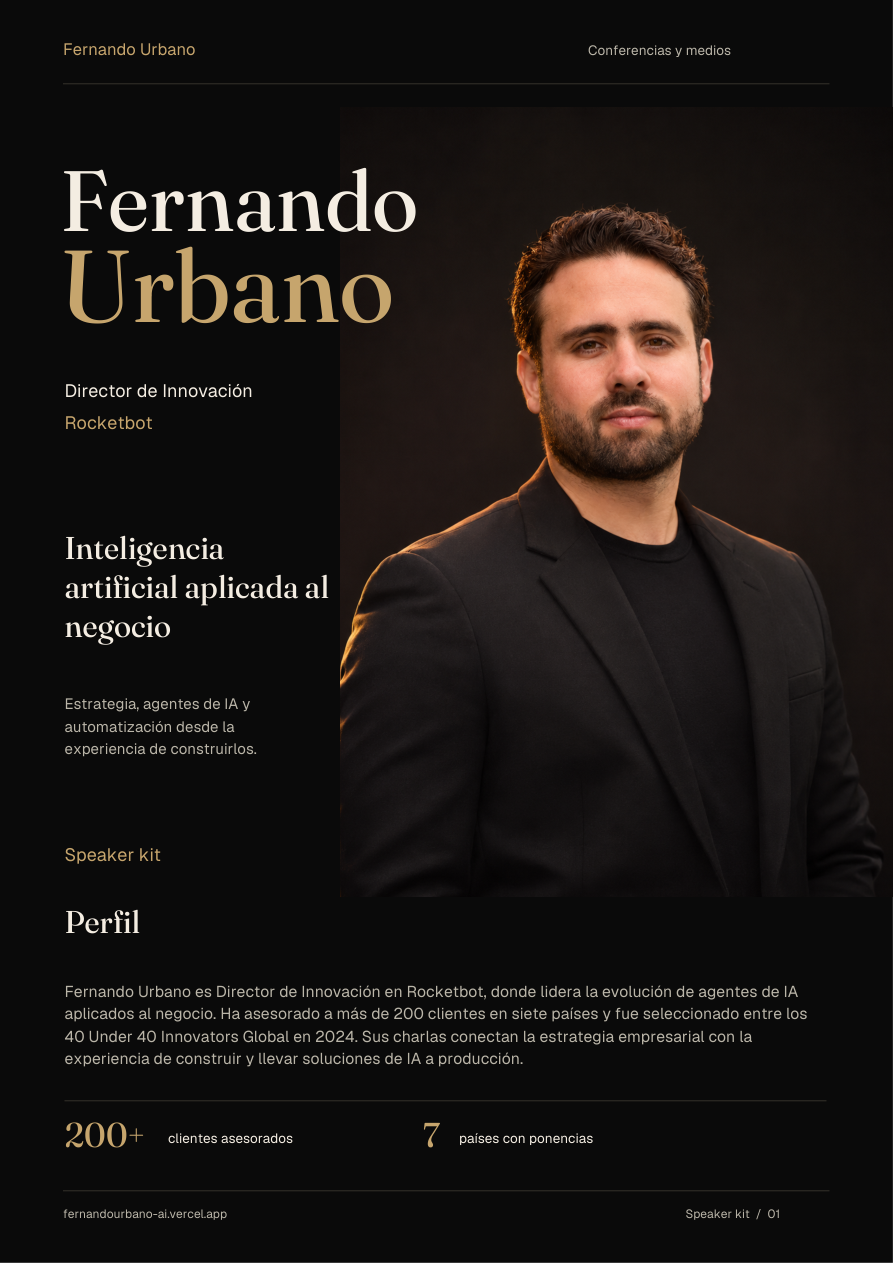 Fernando Urbano
Conferencias y medios
Fernando
Urbano
Director de Innovación
Rocketbot
Inteligencia
artificial aplicada al
negocio
Estrategia, agentes de IA y
automatización desde la
experiencia de construirlos.
Speaker kit
Perfil
Fernando Urbano es Director de Innovación en Rocketbot, donde lidera la evolución de agentes de IA
aplicados al negocio. Ha asesorado a más de 200 clientes en siete países y fue seleccionado entre los
40 Under 40 Innovators Global en 2024. Sus charlas conectan la estrategia empresarial con la
experiencia de construir y llevar soluciones de IA a producción.
200+ clientes asesorados
7 países con ponencias
fernandourbano-ai.vercel.app
Speaker kit / 01